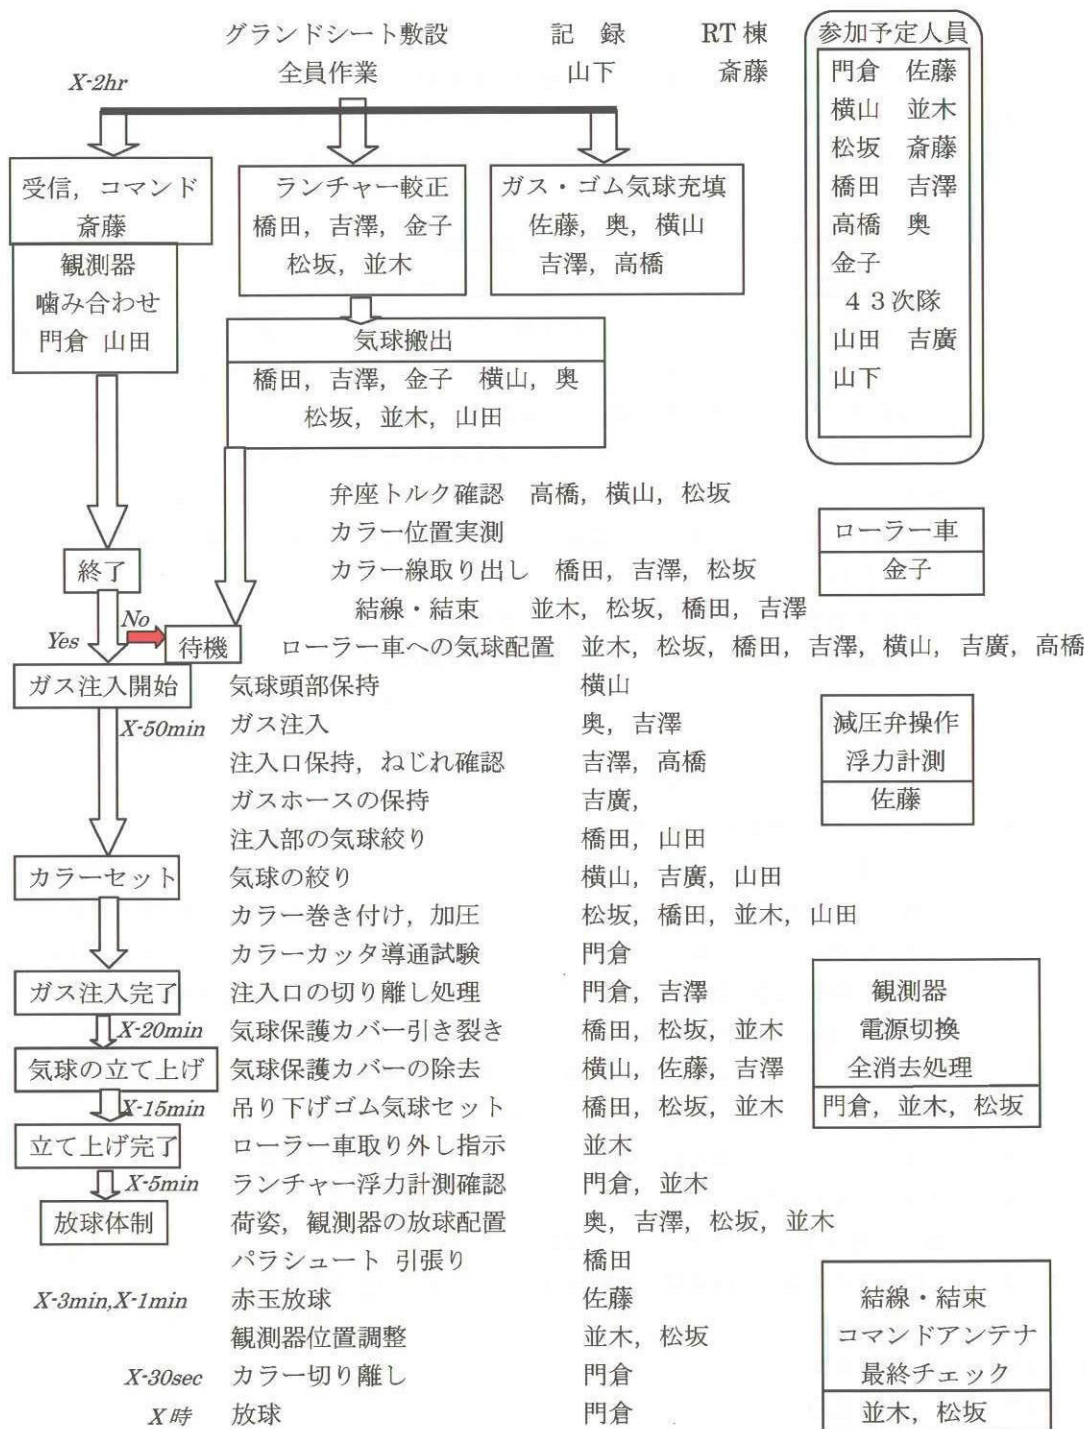 グランドシート敷設 記 録 RT 棟
全員作業 山下 斎藤
X-2hr
参加予定人員
門倉 佐藤
横山 並木
松坂 斎藤
橋田 吉澤
高橋 奥
金子
43次隊
山田 吉廣
山下
受信, コマンド
斎藤
観測器
噛み合わせ
門倉 山田
ランチャー較正
橋田, 吉澤, 金子
松坂, 並木
ガス・ゴム気球充填
佐藤, 奥, 横山
吉澤, 高橋
気球搬出
橋田, 吉澤, 金子 横山, 奥
松坂, 並木, 山田
弁座トルク確認 高橋, 横山, 松坂
カラー位置実測
カラー線取り出し 橋田, 吉澤, 松坂
結線・結束 並木, 松坂, 橋田, 吉澤
ローラー車
金子
終了
No
Yes
待機
ローラー車への気球配置 並木, 松坂, 橋田, 吉澤, 横山, 吉廣, 高橋
ガス注入開始 気球頭部保持 横山
X-50min ガス注入 奥, 吉澤
注入口保持, ねじれ確認 吉澤, 高橋
ガスホースの保持 吉廣,
注入部の気球絞り 橋田, 山田
減圧弁操作
浮力計測
佐藤
カラーセット 気球の絞り 横山, 吉廣, 山田
カラー巻き付け, 加圧 松坂, 橋田, 並木, 山田
カラーカッタ導通試験 門倉
ガス注入完了 注入口の切り離し処理 門倉, 吉澤
X-20min 気球保護カバー引き裂き 橋田, 松坂, 並木
気球の立て上げ 気球保護カバーの除去 横山, 佐藤, 吉澤
X-15min 吊り下げゴム気球セット 橋田, 松坂, 並木
観測器
電源切換
全消去処理
門倉, 並木, 松坂
立て上げ完了 ローラー車取り外し指示 並木
X-5min ランチャー浮力計測確認 門倉, 並木
放球体制 荷姿, 観測器の放球配置 奥, 吉澤, 松坂, 並木
パラシュート 引張り 橋田
X-3min,X-1min 赤玉放球 佐藤
観測器位置調整 並木, 松坂
X-30sec カラー切り離し 門倉
X時 放球 門倉
結線・結束
コマンドアンテナ
最終チェック
並木, 松坂